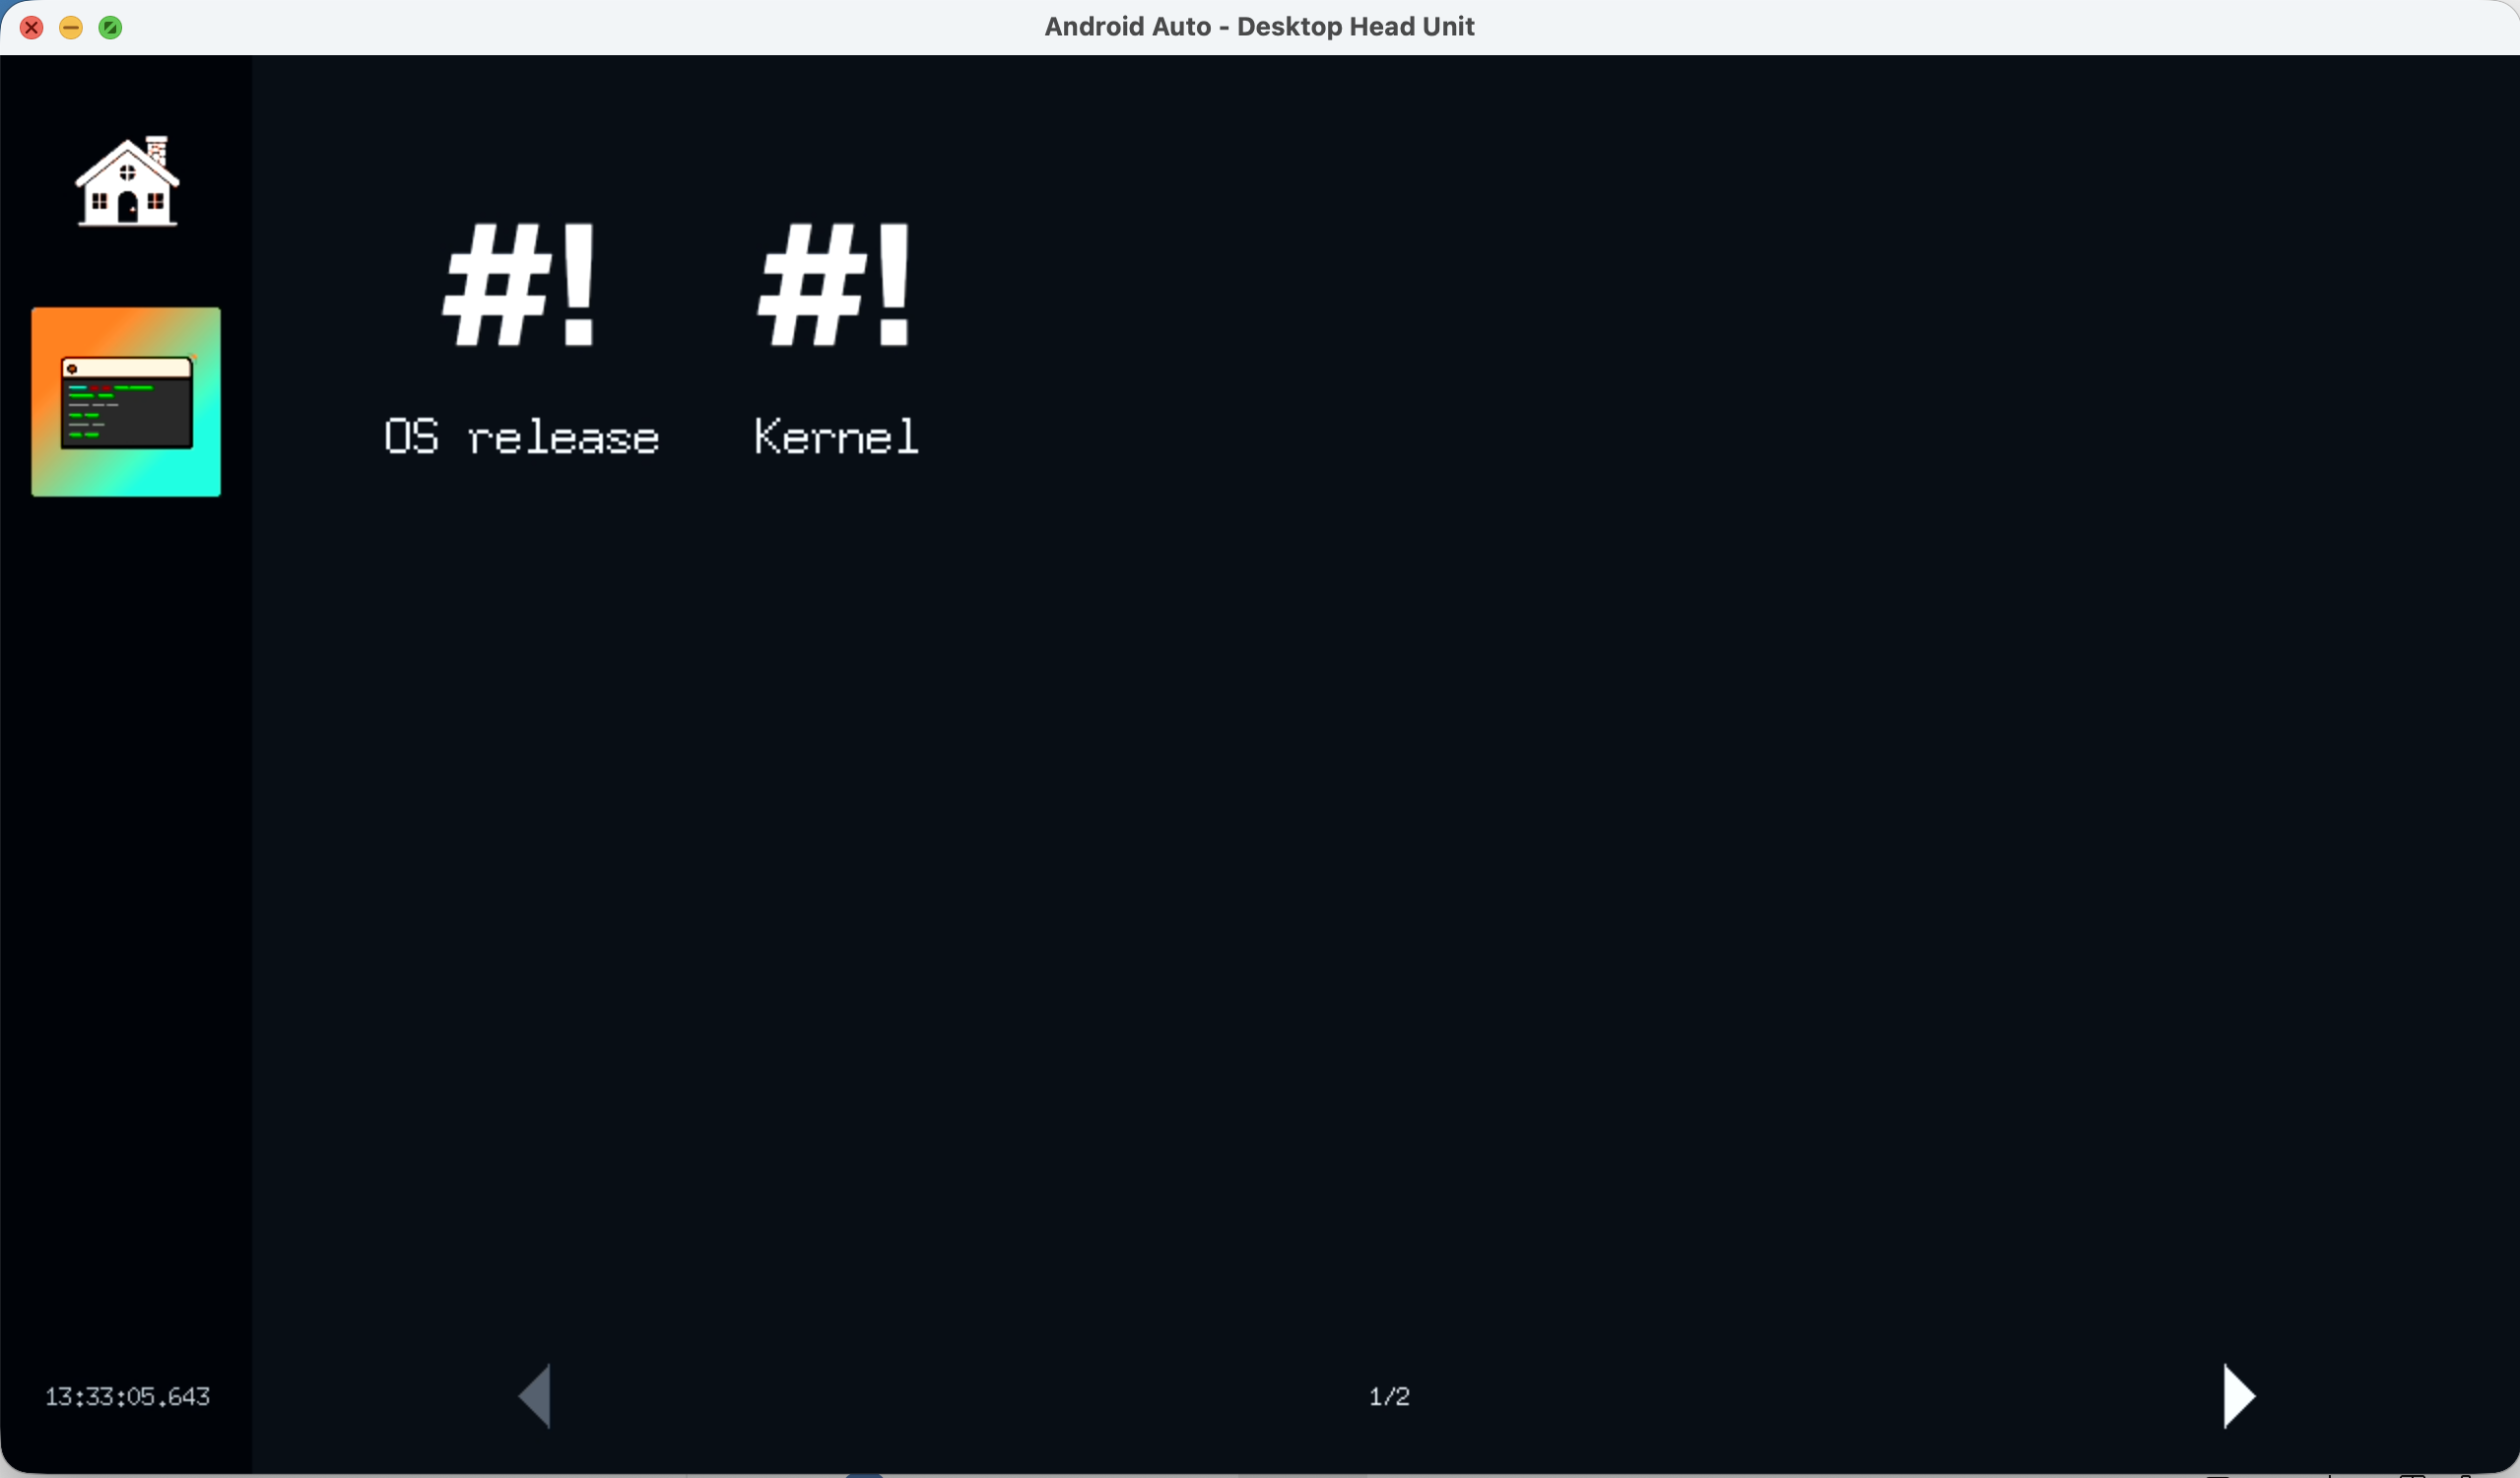 Android Auto - Desktop Head Unit
#! #!
OS release Kernel
13:33:05.643
1/2